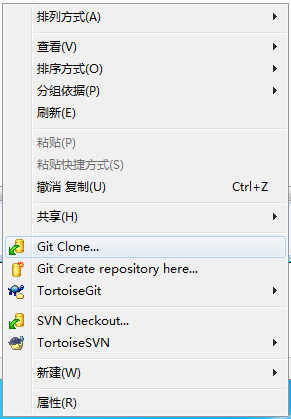 排列方式(A)
查看(V)
排序方式(O)
分组依据(P)
刷新(E)
粘贴(P)
粘贴快捷方式(S)
撤消 复制(U) Ctrl+Z
共享(H)
Git Clone...
Git Create repository here...
TortoiseGit
SVN Checkout...
TortoiseSVN
新建(W)
属性(R)